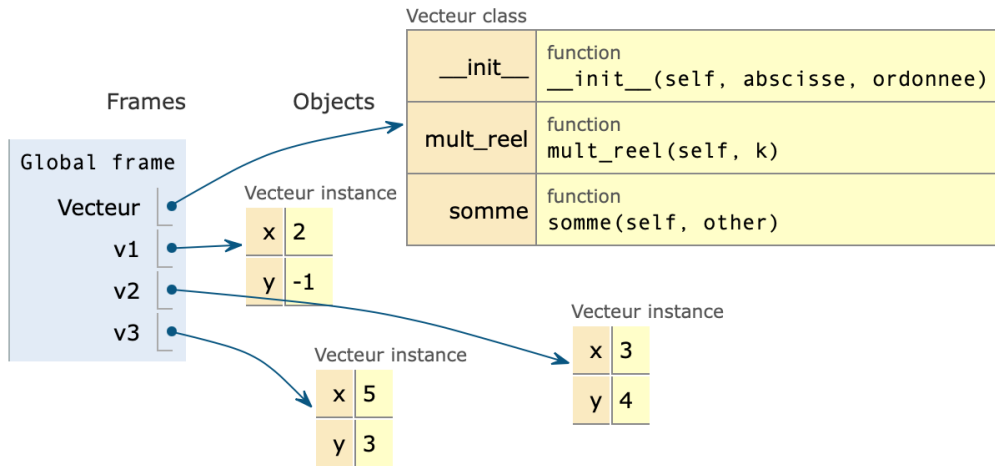 Vecteur class
__init__ function
__init__(self, abscisse, ordonnee)
mult_reel function
mult_reel(self, k)
somme function
somme(self, other)
Frames Objects
Global frame
Vecteur
v1
v2
v3
Vecteur instance
x 2
y -1
Vecteur instance
x 3
y 4
Vecteur instance
x 5
y 3